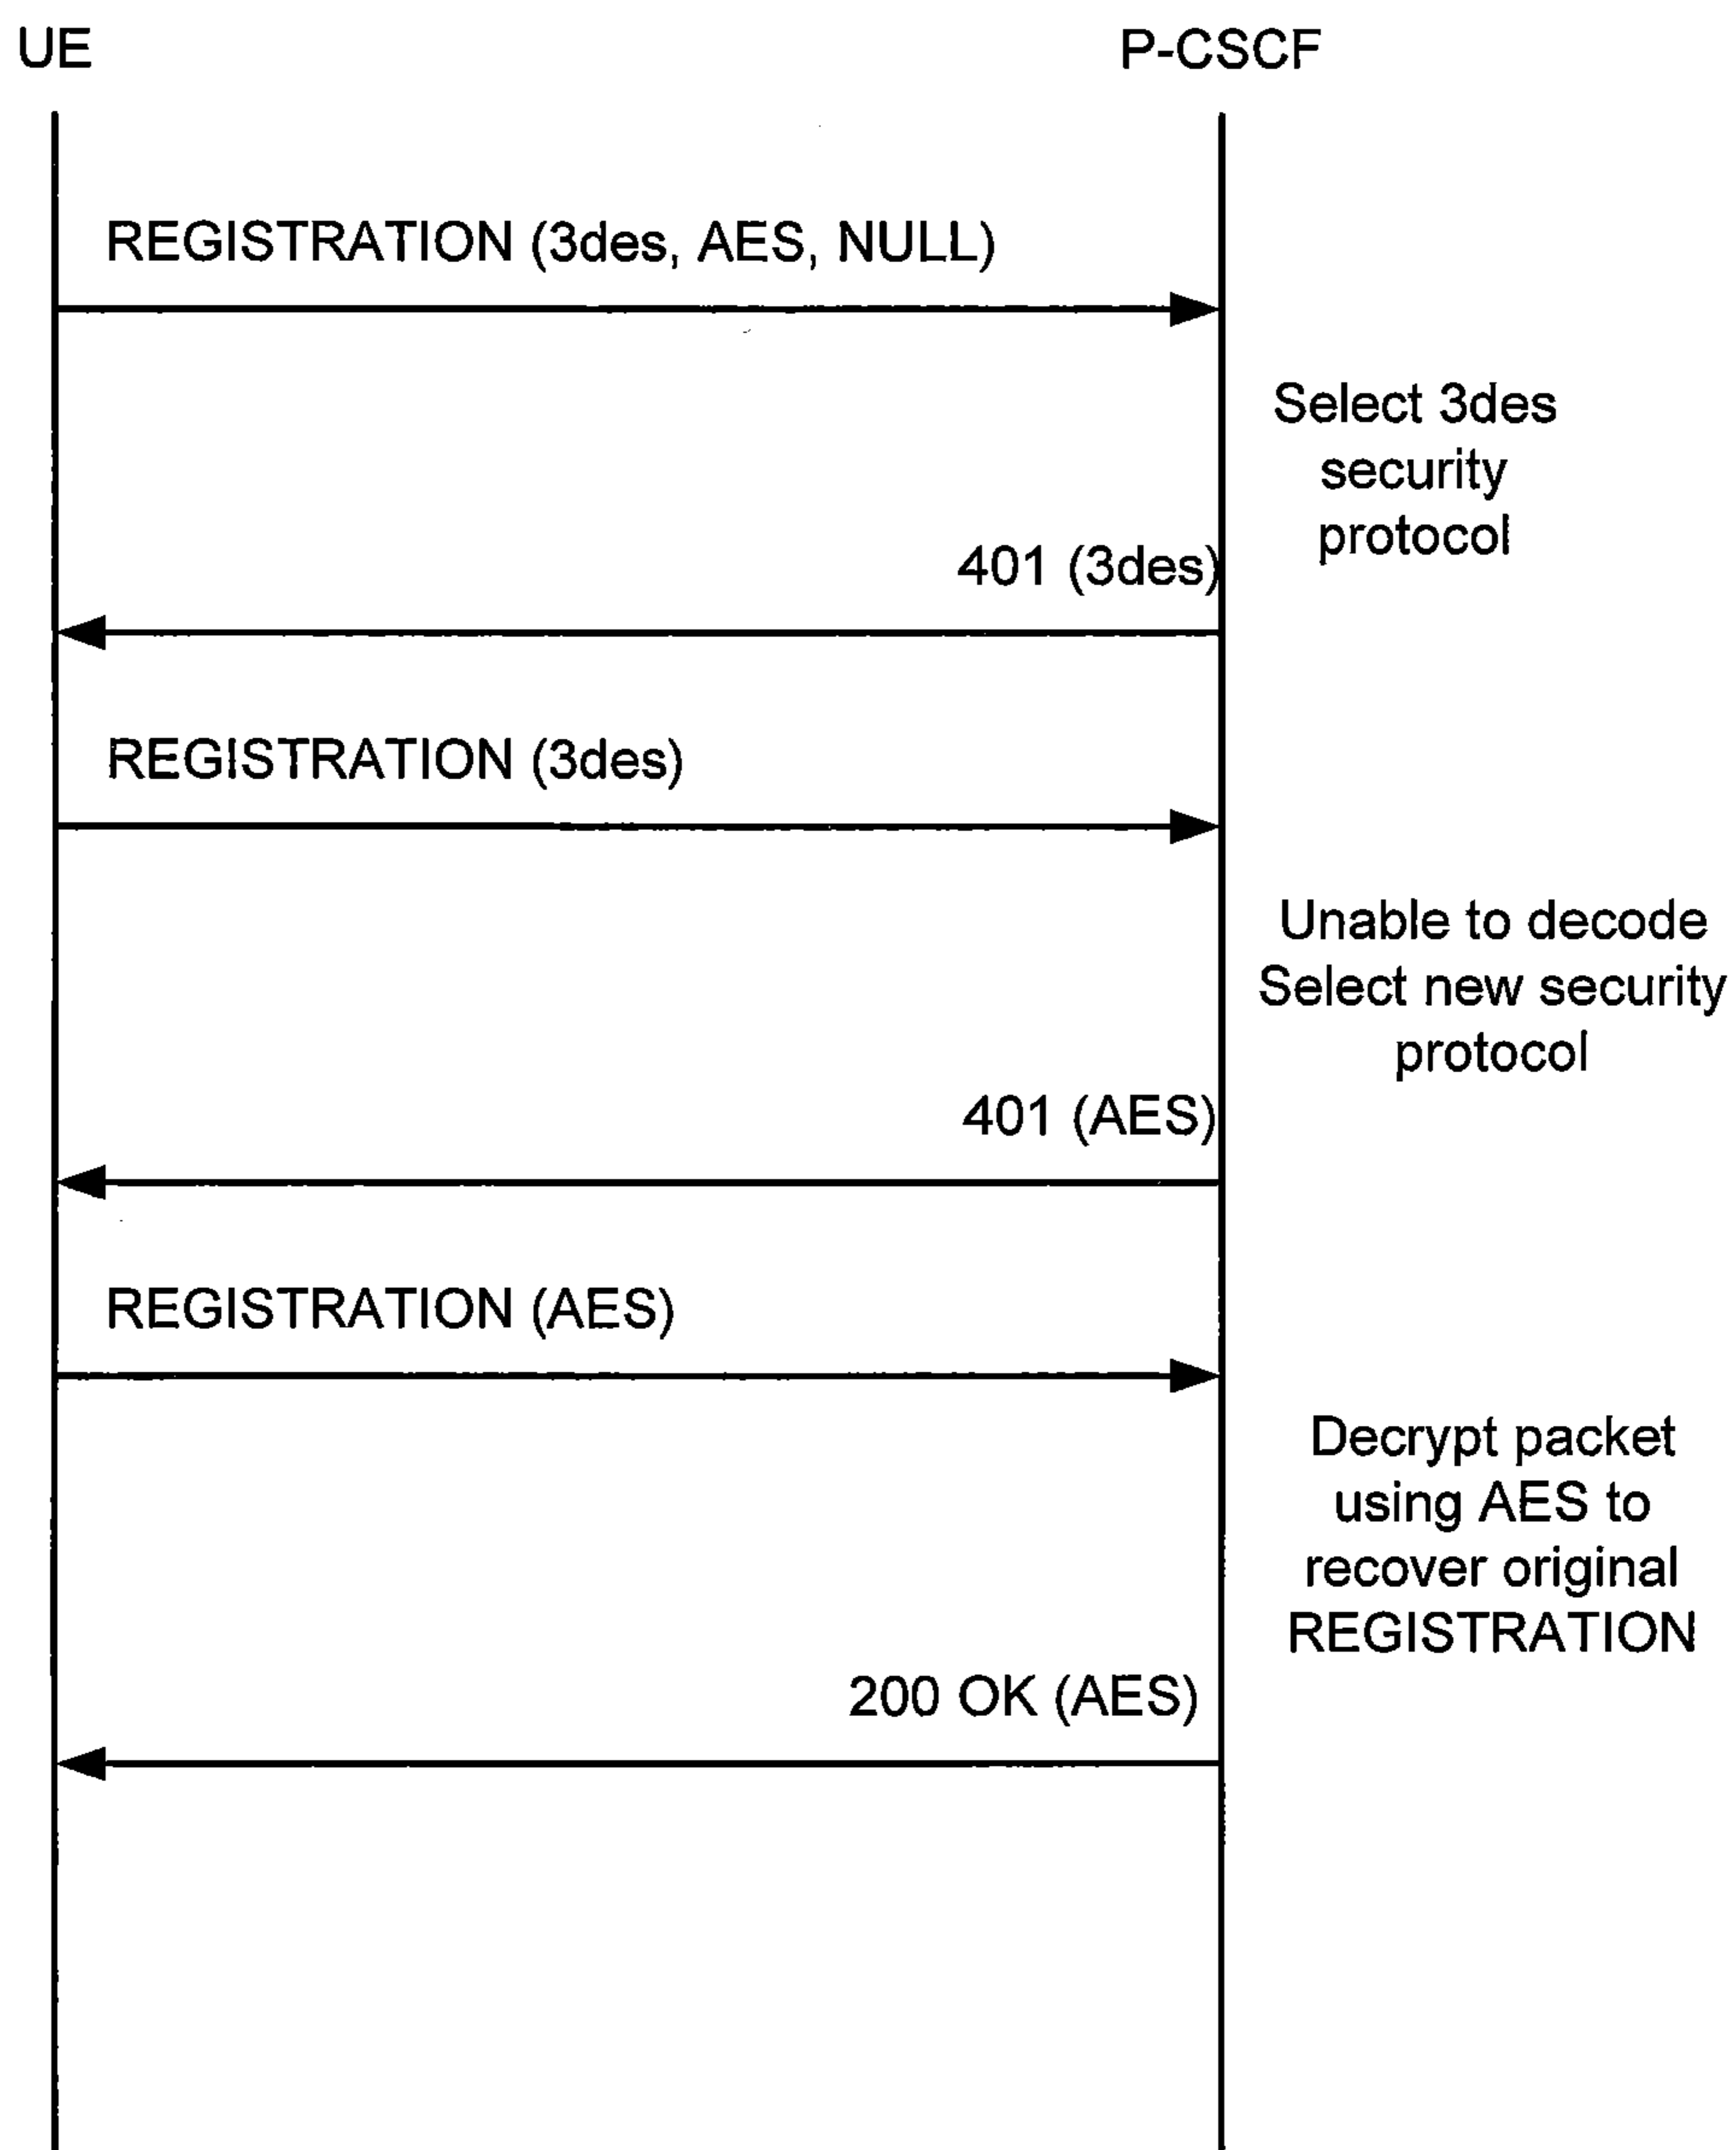 UE
P-CSCF
REGISTRATION (3des, AES, NULL)
Select 3des
security
protocol
401 (3des)
REGISTRATION (3des)
Unable to decode
Select new security
protocol
401 (AES)
REGISTRATION (AES)
Decrypt packet
using AES to
recover original
REGISTRATION
200 OK (AES)